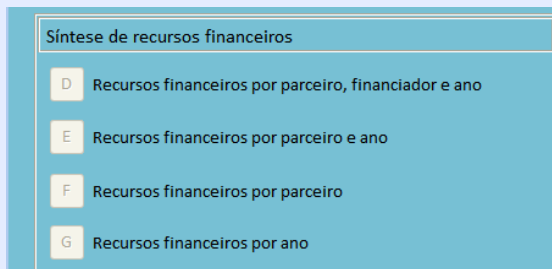 Síntese de recursos financeiros
D Recursos financeiros por parceiro, financiador e ano
E Recursos financeiros por parceiro e ano
F Recursos financeiros por parceiro
G Recursos financeiros por ano